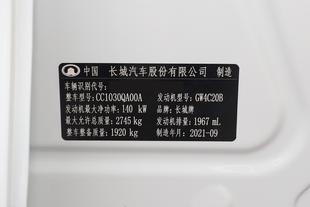 中国 长城汽车股份有限公司 制造
车辆识别代号:
整车型号:CC1030QA00A 发动机型号:GW4C20B
发动机最大净功率:140 kW 品牌:长城牌
最大允许总质量:2745 kg 发动机排量:1967 mL
整车整备质量:1920 kg 制造年月:2021-09